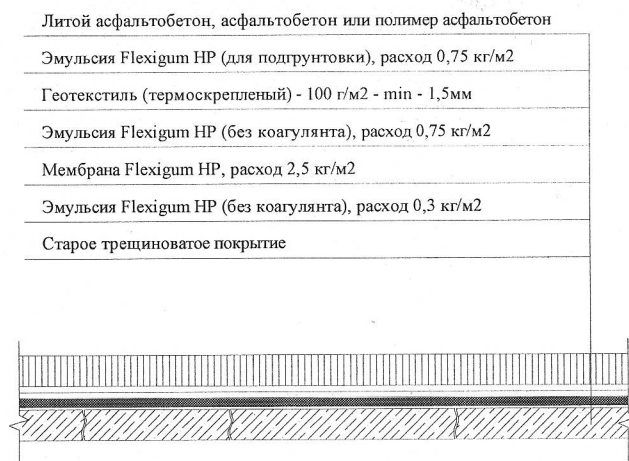 Литой асфальтобетон, асфальтобетон или полимер асфальтобетон
Эмульсия Flexigum HP (для подгрунтовки), расход 0,75 кг/м2
Геотекстиль (термоскрепленый) - 100 г/м2 - min - 1,5мм
Эмульсия Flexigum HP (без коагулянта), расход 0,75 кг/м2
Мембрана Flexigum HP, расход 2,5 кг/м2
Эмульсия Flexigum HP (без коагулянта), расход 0,3 кг/м2
Старое трещиноватое покрытие